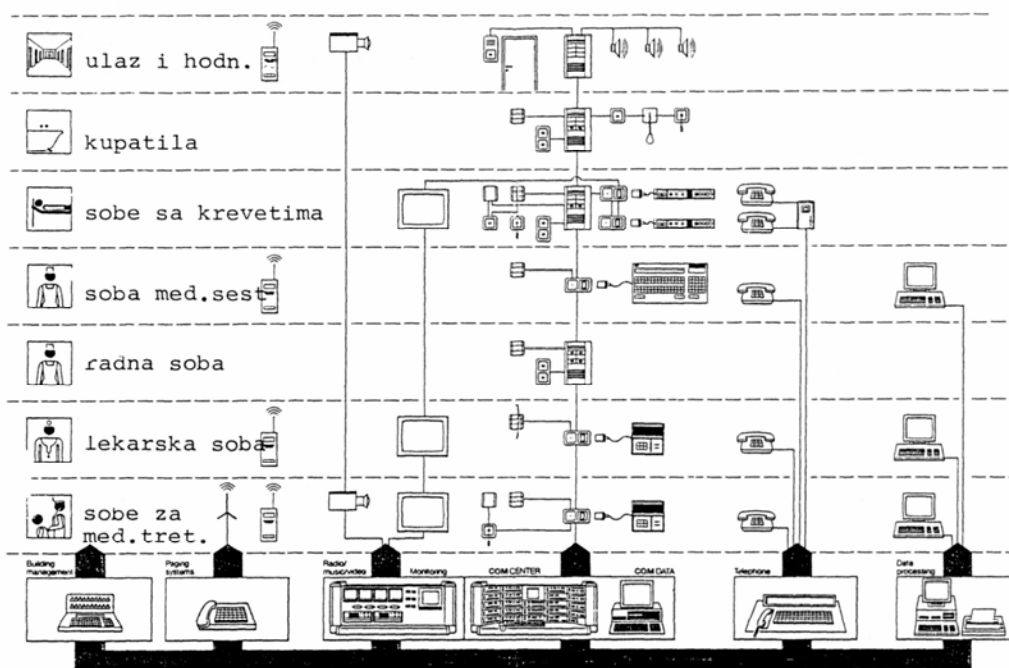 ulaz i hodn.
kupatila
sobe sa krevetima
soba med.sest
radna soba
lekarska soba
sobe za
med.tret.
Building
management
Paging
systems
Radio/
music/video
Monitoring
COM CENTER
COM DATA
Telephone
Data
processing